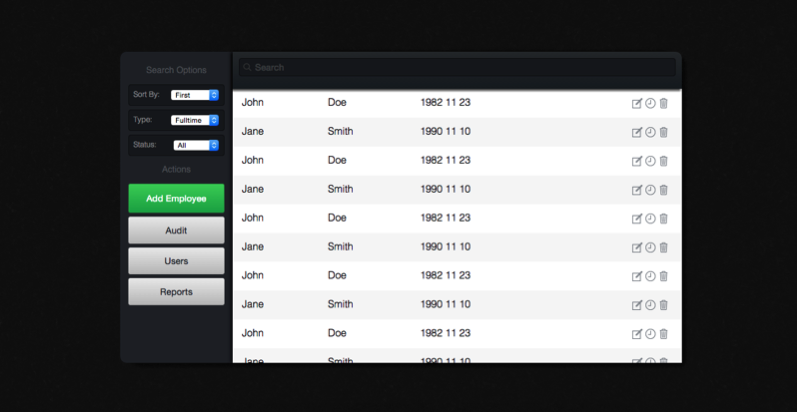 Search Options
Sort By: First
Type: Fulltime
Status: All
Actions
Add Employee
Audit
Users
Reports
Search
John Doe 1982 11 23
Jane Smith 1990 11 10
John Doe 1982 11 23
Jane Smith 1990 11 10
John Doe 1982 11 23
Jane Smith 1990 11 10
John Doe 1982 11 23
Jane Smith 1990 11 10
John Doe 1982 11 23
Jane Smith 1990 11 10